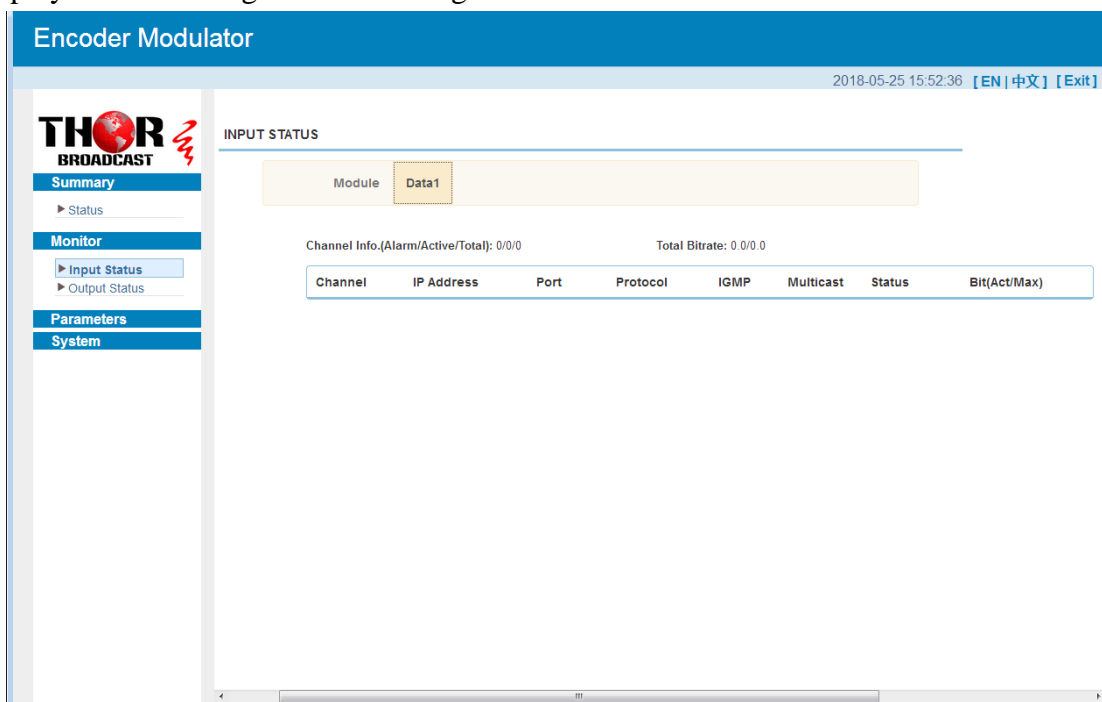 Encoder Modulator
2018-05-25 15:52:36 [ EN | 中文 ] [ Exit ]
THOR
BROADCAST
Summary
Status
Monitor
Input Status
Output Status
Parameters
System
INPUT STATUS
Module Data1
Channel Info.(Alarm/Active/Total): 0/0/0 Total Bitrate: 0.0/0.0
Channel IP Address Port Protocol IGMP Multicast Status Bit(Act/Max)